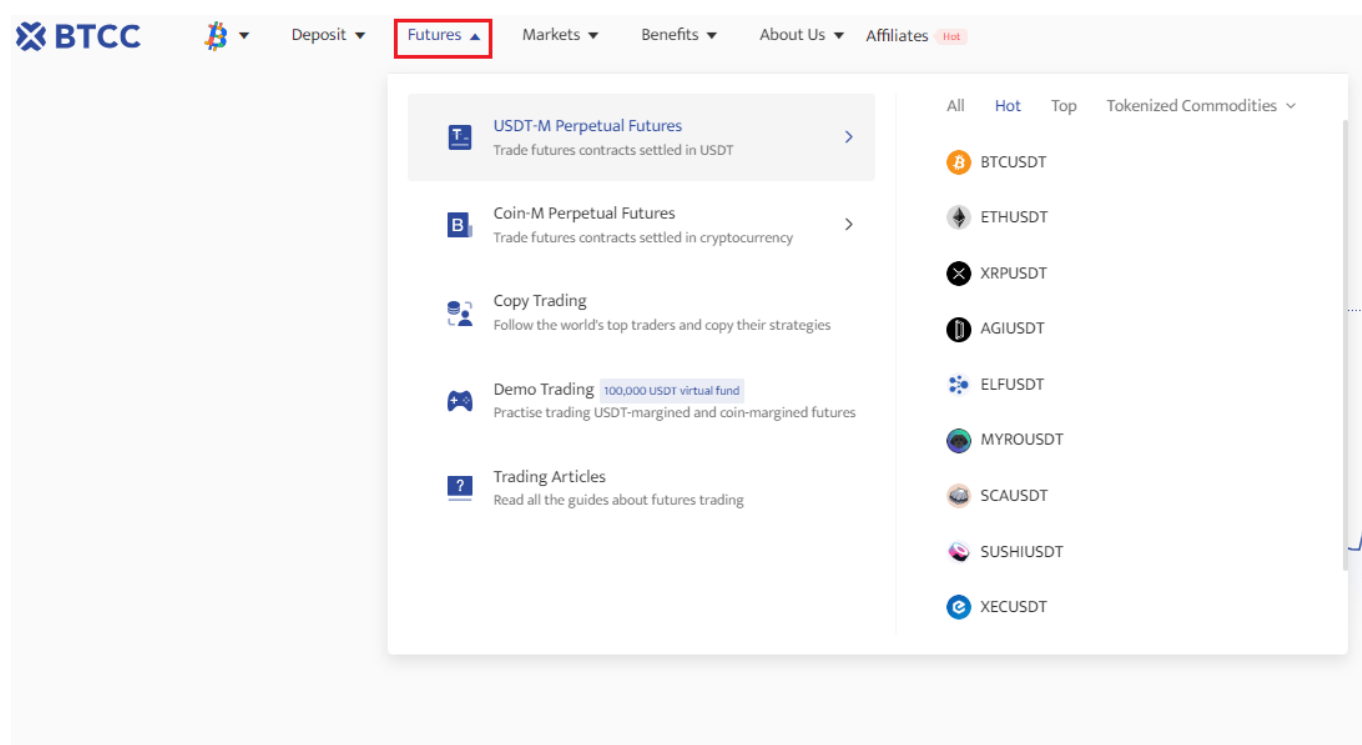 BTCC
Deposit
Futures
Markets
Benefits
About Us
Affiliates
Hot
USDT-M Perpetual Futures
Trade futures contracts settled in USDT
Coin-M Perpetual Futures
Trade futures contracts settled in cryptocurrency
Copy Trading
Follow the world's top traders and copy their strategies
Demo Trading 100,000 USDT virtual fund
Practise trading USDT-margined and coin-margined futures
Trading Articles
Read all the guides about futures trading
All Hot Top Tokenized Commodities
BTCUSDT
ETHUSDT
XRPUSDT
AGIUSDT
ELFUSDT
MYROUSDT
SCAUSDT
SUSHIUSDT
XECUSDT